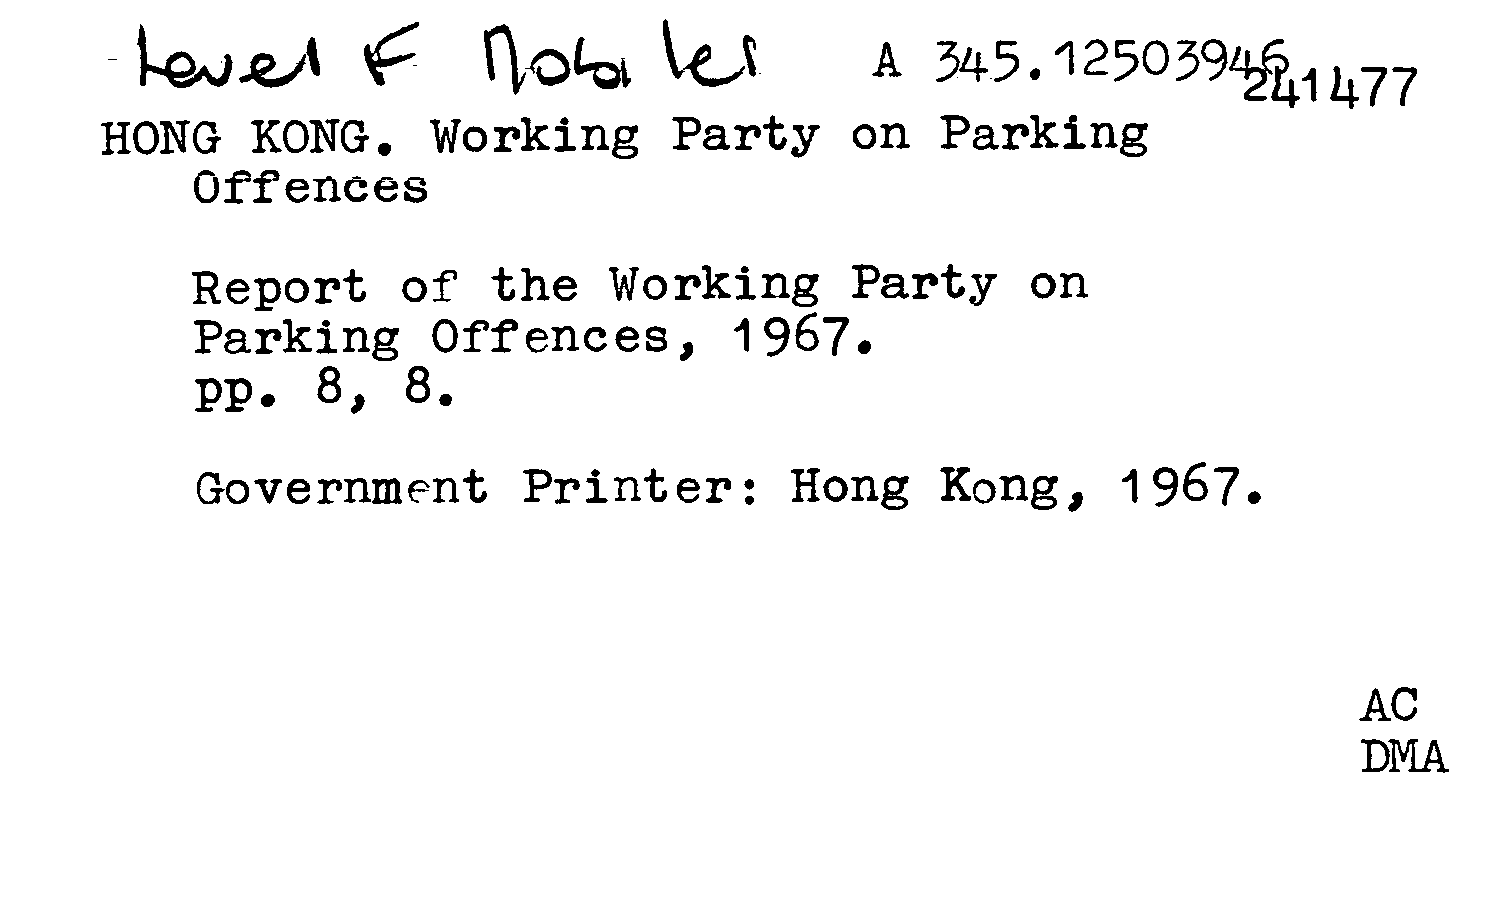 Level F Mobiles A 345.12503946
241477
HONG KONG. Working Party on Parking
Offences
Report of the Working Party on
Parking Offences, 1967.
pp. 8, 8.
Government Printer: Hong Kong, 1967.
AC
DMA